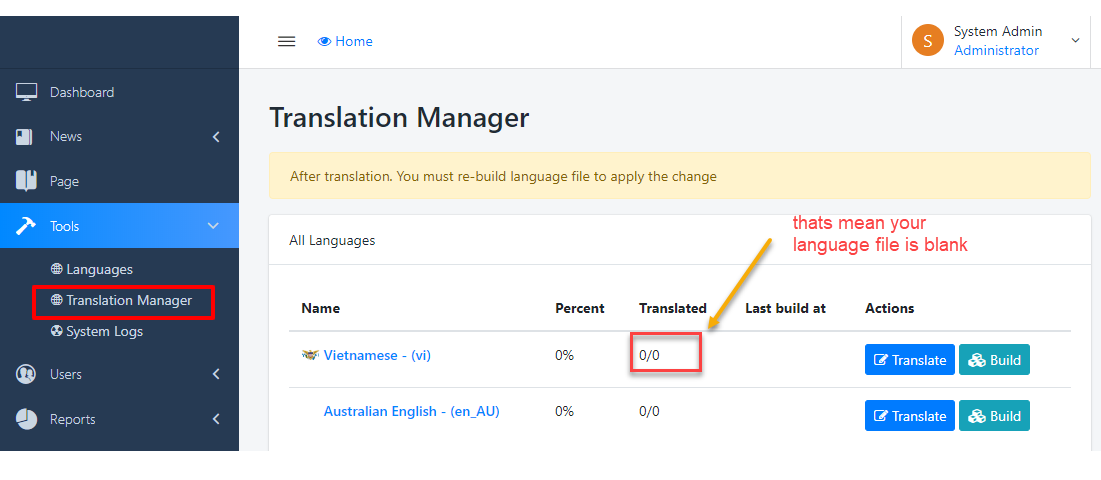 Home
S
System Admin
Administrator
Dashboard
News
Page
Tools
Languages
Translation Manager
System Logs
Users
Reports
Translation Manager
After translation. You must re-build language file to apply the change
thats mean your
language file is blank
All Languages
Name Percent Translated Last build at Actions
Vietnamese - (vi) 0% 0/0 Translate Build
Australian English - (en_AU) 0% 0/0 Translate Build